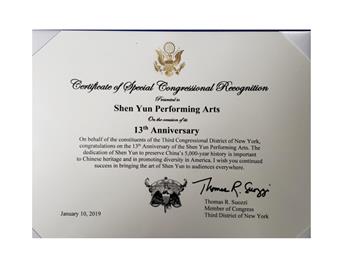 Certificate of Special Congressional Recognition
Presented to
Shen Yun Performing Arts
On the occasion of its
13th Anniversary
On behalf of the constituents of the Third Congressional District of New York,
congratulations on the 13th Anniversary of the Shen Yun Performing Arts. The
dedication of Shen Yun to preserve China's 5,000-year history is important
to Chinese heritage and in promoting diversity in America. I wish you continued
success in bringing the art of Shen Yun to audiences everywhere.
Thomas R. Suozzi
Thomas R. Suozzi
Member of Congress
January 10, 2019
Third District of New York